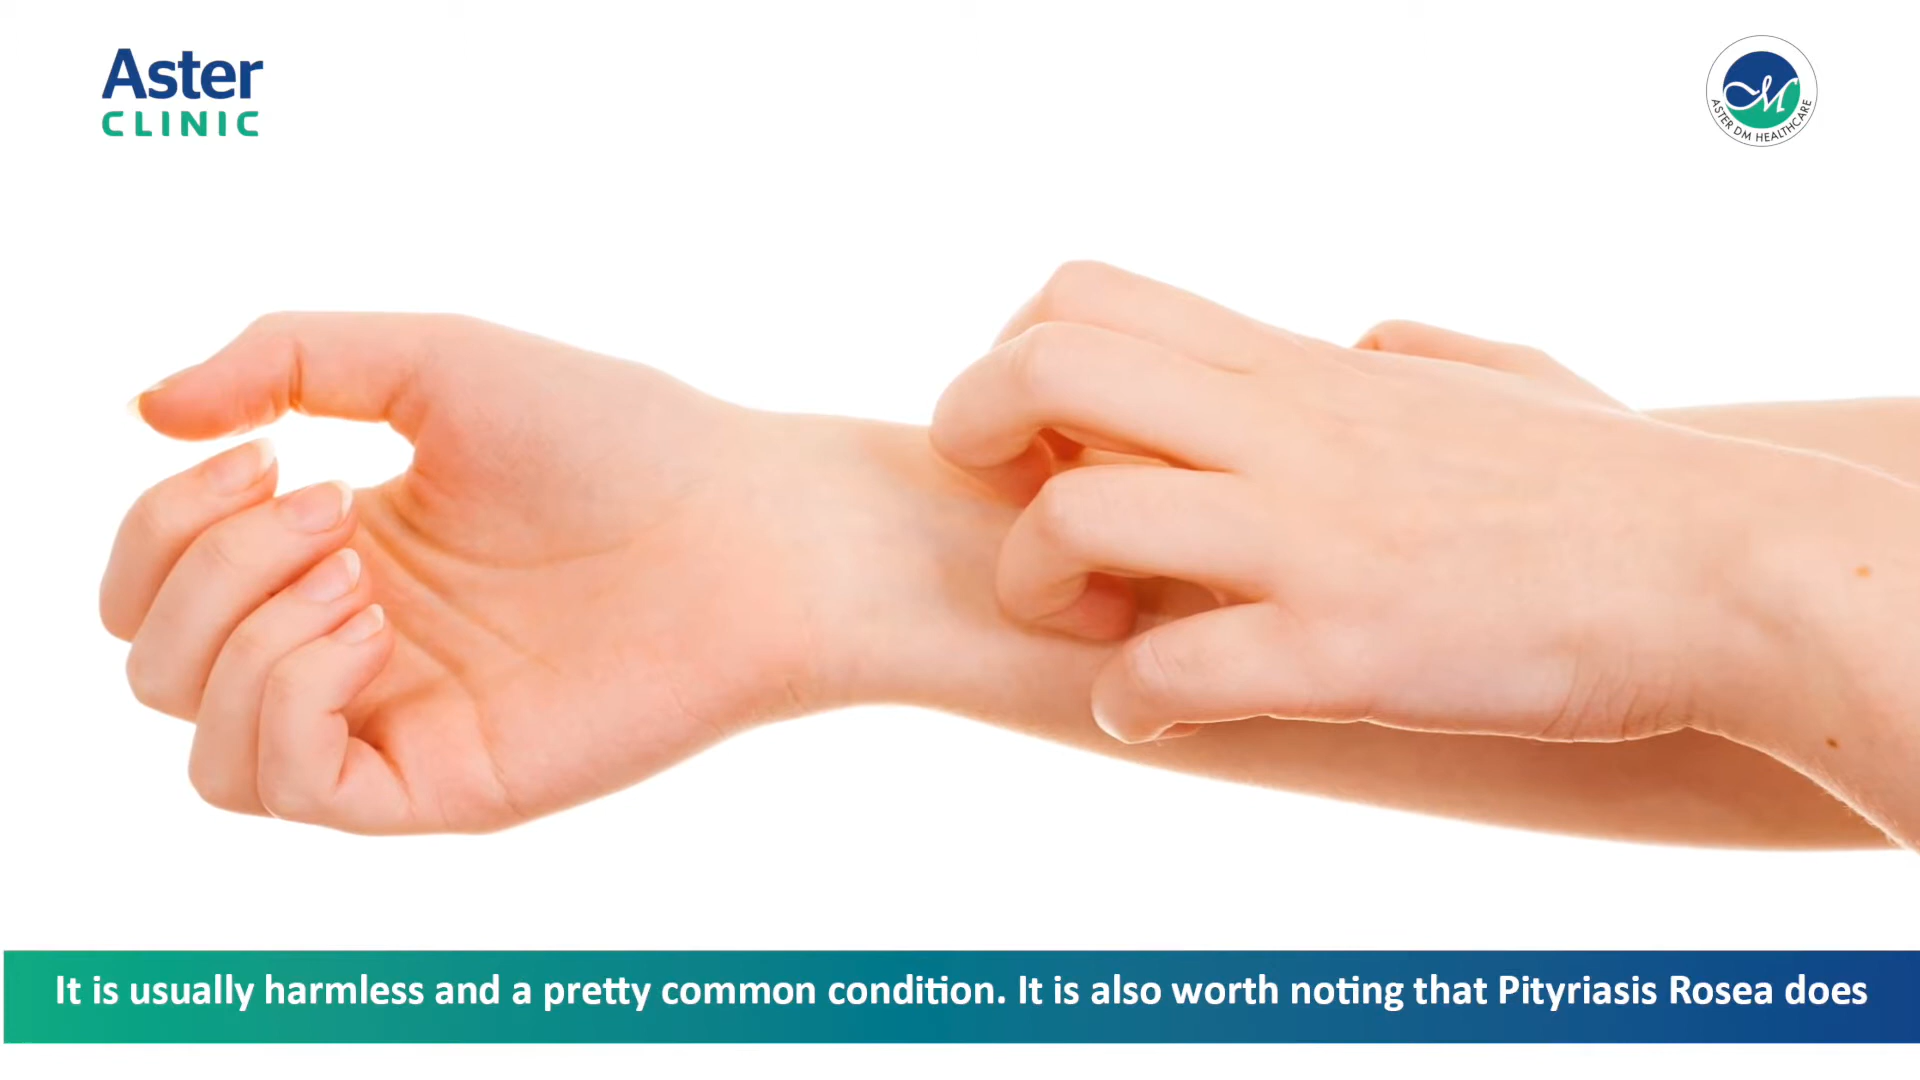 Aster
CLINIC
ASTER DM HEALTHCARE
It is usually harmless and a pretty common condition. It is also worth noting that Pityriasis Rosea does